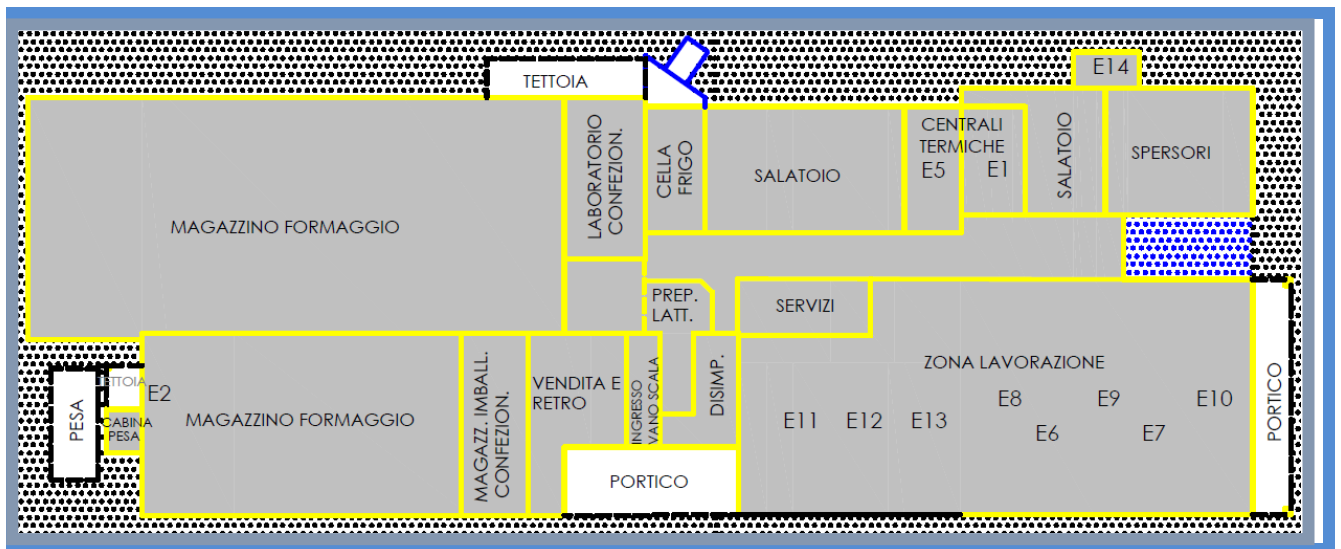 E14
TETTOIA
LABORATORIO
CONFEZION.
CELLA
FRIGO
SALATOIO
CENTRALI
TERMICHE
E5 E1
SALATOIO
SPERSORI
MAGAZZINO FORMAGGIO
PREP.
LATT.
SERVIZI
ZONA LAVORAZIONE
TETTOIA
E2
PESA
CABINA
PESA
MAGAZZINO FORMAGGIO
MAGAZZ. IMBALL.
CONFEZION.
VENDITA E
RETRO
INGRESSO
VANO SCALA
DISIMP.
E11 E12 E13
E8 E9 E10
E6 E7
PORTICO
PORTICO